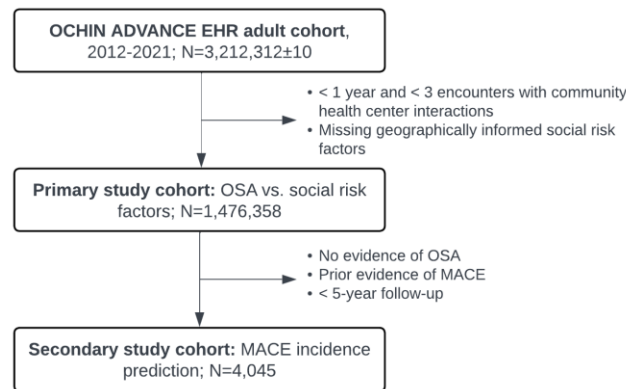 OCHIN ADVANCE EHR adult cohort,
2012-2021; N=3,212,312±10
• < 1 year and < 3 encounters with community
health center interactions
• Missing geographically informed social risk
factors
Primary study cohort: OSA vs. social risk
factors; N=1,476,358
• No evidence of OSA
• Prior evidence of MACE
• < 5-year follow-up
Secondary study cohort: MACE incidence
prediction; N=4,045